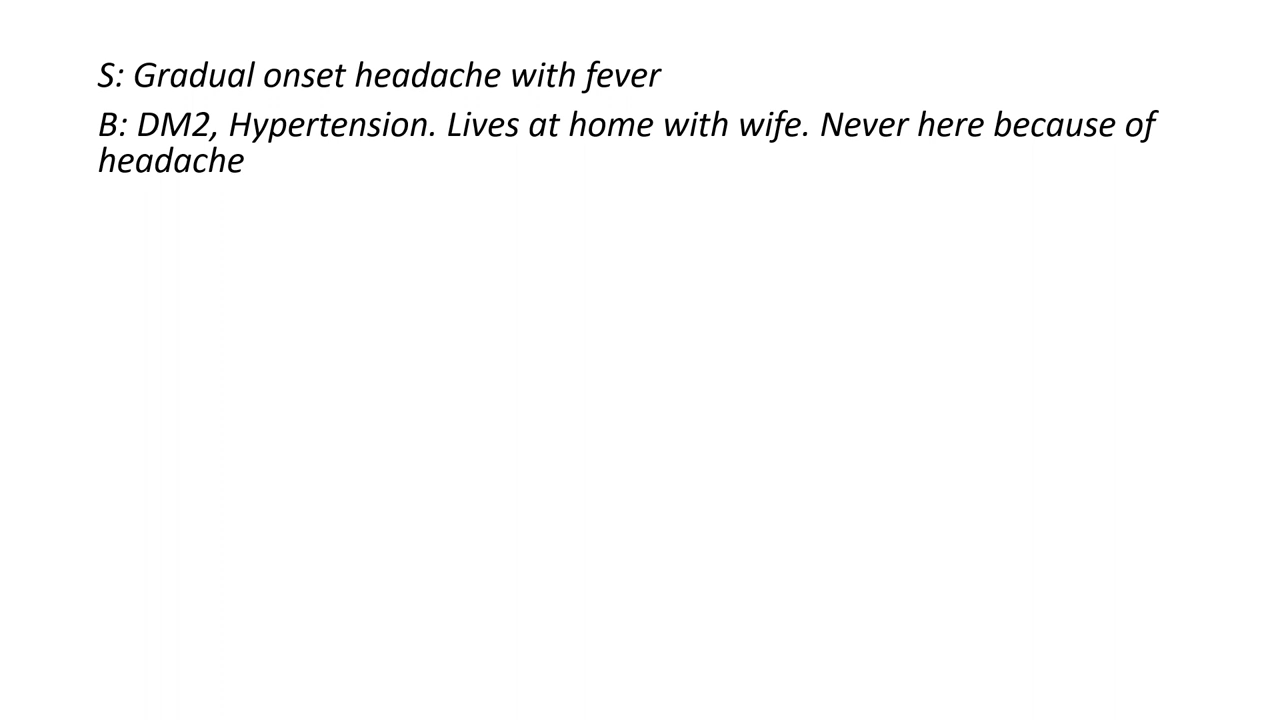 S: Gradual onset headache with fever
B: DM2, Hypertension. Lives at home with wife. Never here because of
headache